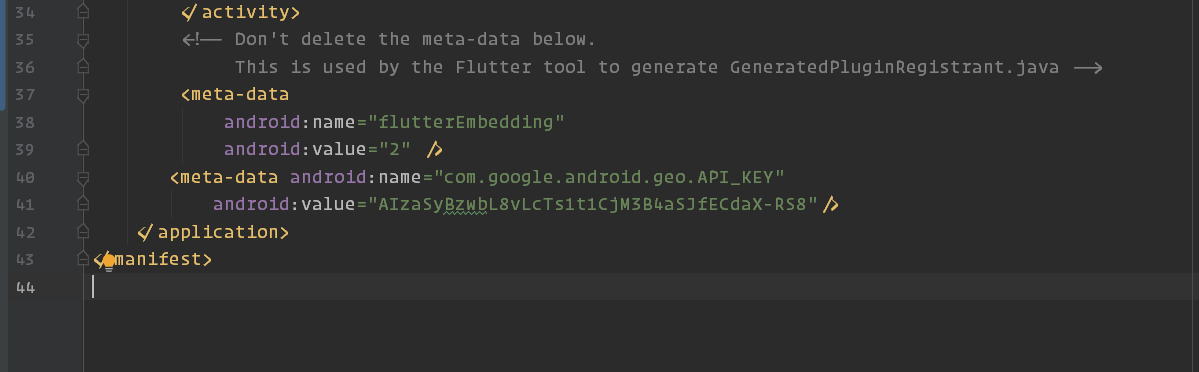 34 </activity>
35 <!-- Don't delete the meta-data below.
36 This is used by the Flutter tool to generate GeneratedPluginRegistrant.java -->
37 <meta-data
38 android:name="flutterEmbedding"
39 android:value="2" />
40 <meta-data android:name="com.google.android.geo.API_KEY"
41 android:value="AIzaSyBzwbL8vLcTs1t1CjM3B4aSJfECdaX-RS8"/>
42 </application>
43 </manifest>
44